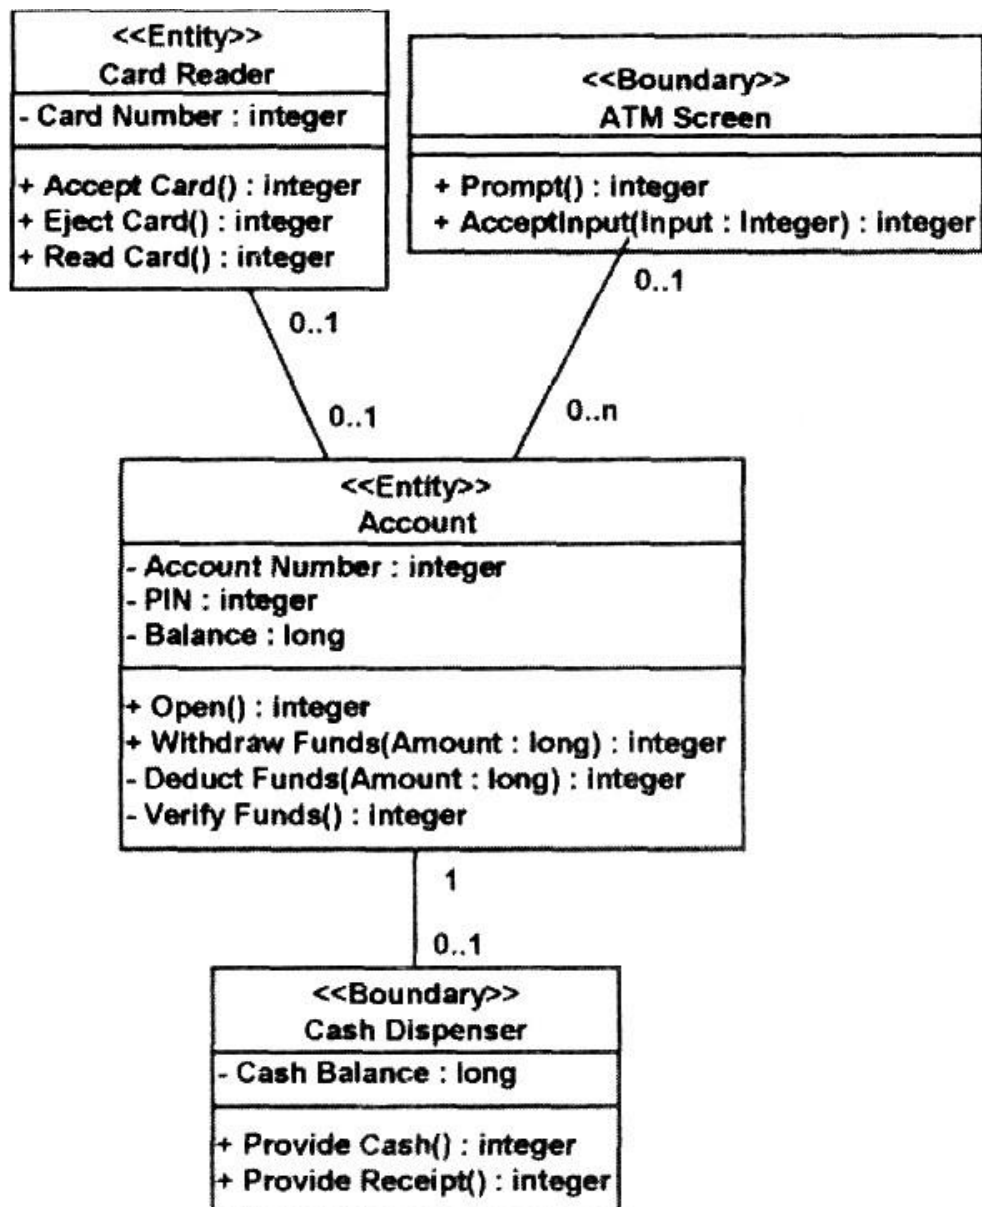 <<Entity>>
Card Reader
- Card Number : integer
+ Accept Card() : integer
+ Eject Card() : integer
+ Read Card() : integer
<<Boundary>>
ATM Screen
+ Prompt() : integer
+ AcceptInput(Input : Integer) : integer
0..1
0..1
0..1
0..n
<<Entity>>
Account
- Account Number : integer
- PIN : integer
- Balance : long
+ Open() : integer
+ Withdraw Funds(Amount : long) : integer
- Deduct Funds(Amount : long) : integer
- Verify Funds() : integer
1
0..1
<<Boundary>>
Cash Dispenser
- Cash Balance : long
+ Provide Cash() : integer
+ Provide Receipt() : integer